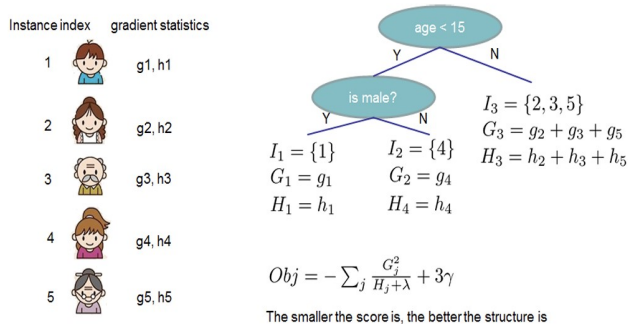 Instance index gradient statistics
1 g1, h1
2 g2, h2
3 g3, h3
4 g4, h4
5 g5, h5
age < 15
Y N
is male?
Y N
I₁ = {1}
G₁ = g₁
H₁ = h₁
I₂ = {4}
G₂ = g₄
H₄ = h₄
I₃ = {2, 3, 5}
G₃ = g₂ + g₃ + g₅
H₃ = h₂ + h₃ + h₅
Obj = −∑ⱼ Gⱼ² / (Hⱼ+λ) + 3γ
The smaller the score is, the better the structure is